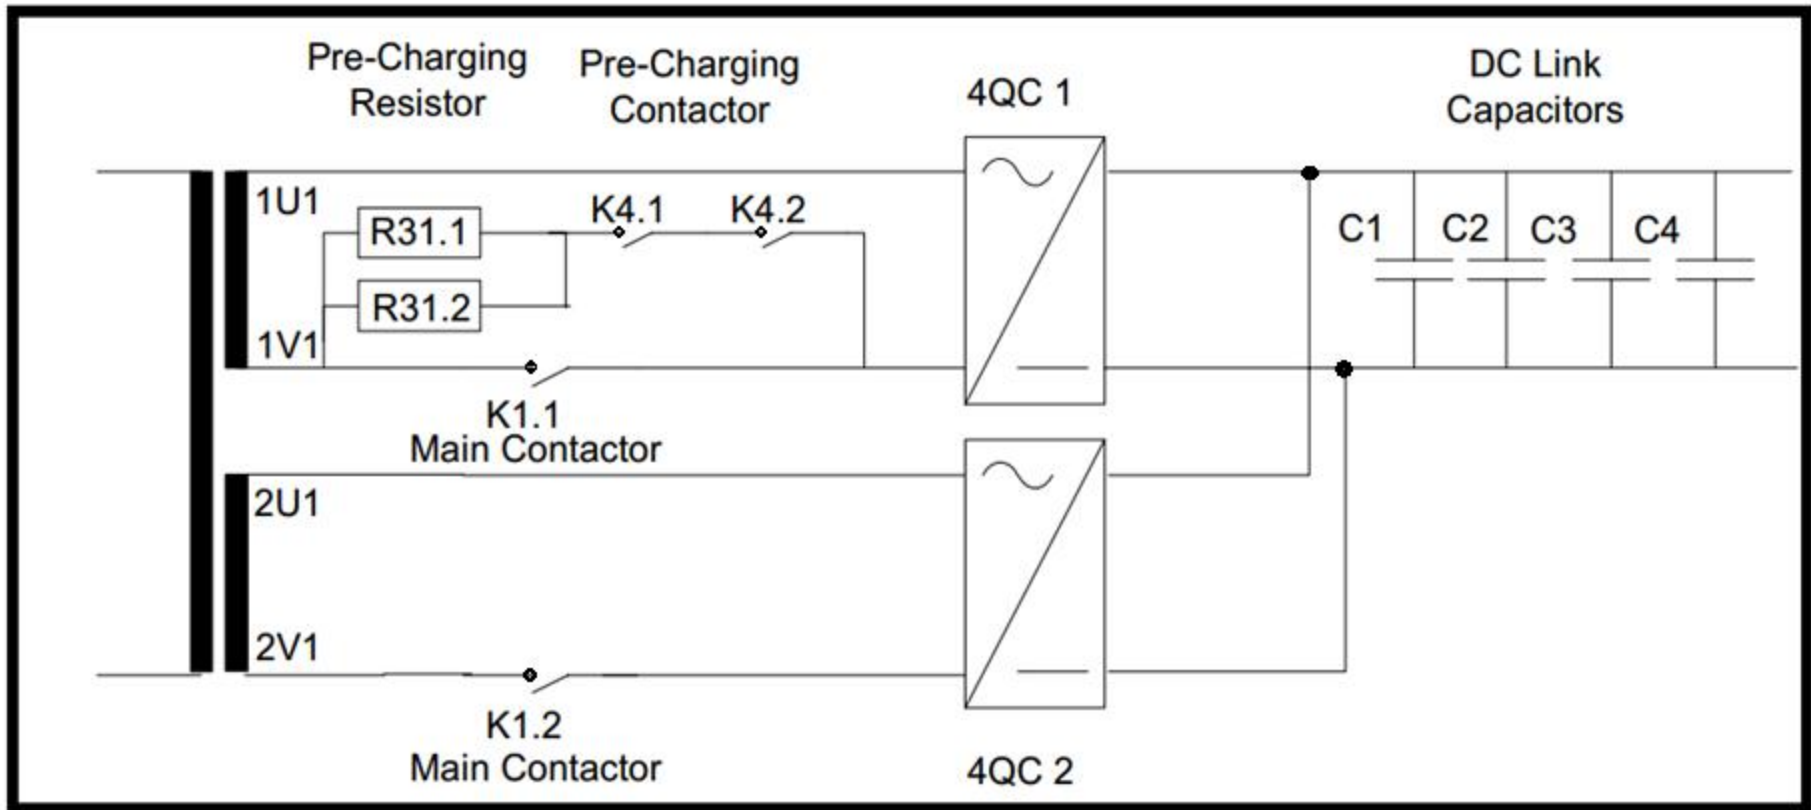 Pre-Charging
Resistor
Pre-Charging
Contactor
4QC 1
DC Link
Capacitors
1U1
R31.1
K4.1
K4.2
C1
C2
C3
C4
R31.2
1V1
K1.1
Main Contactor
2U1
2V1
K1.2
Main Contactor
4QC 2